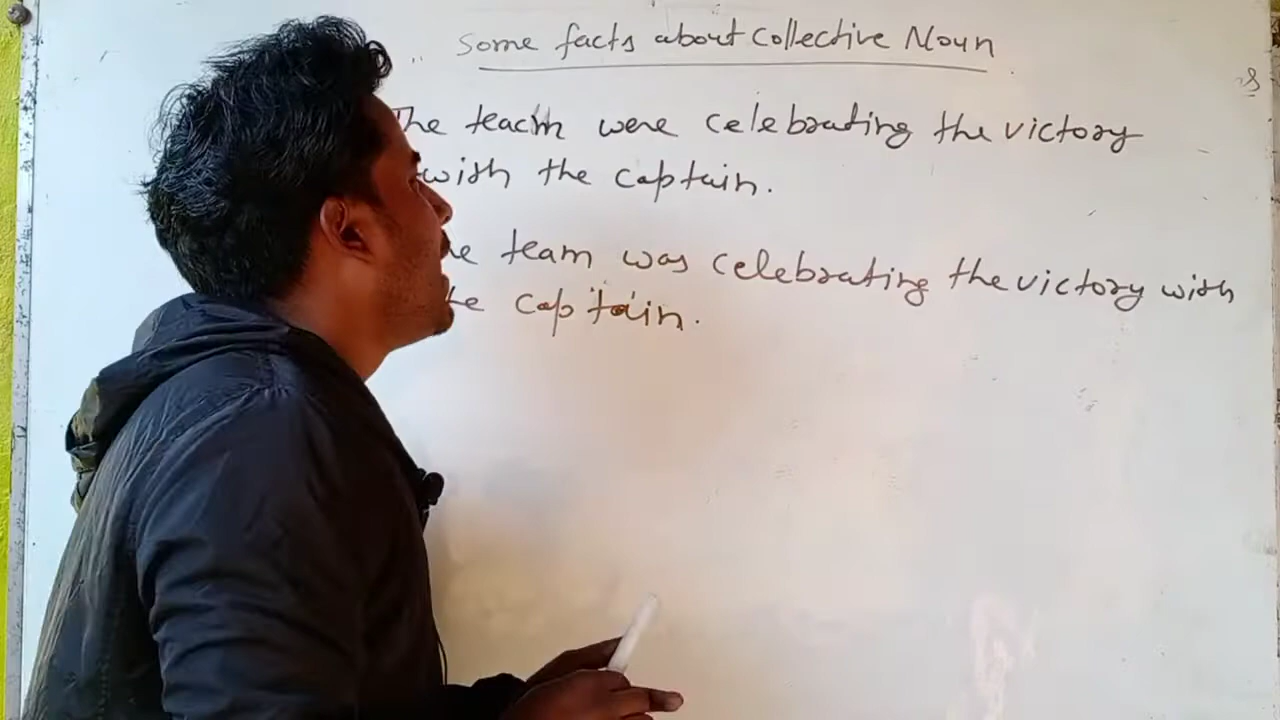 Some facts about Collective Noun
The team were celebrating the victory
with the captain.
team was celebrating the victory with
captain.